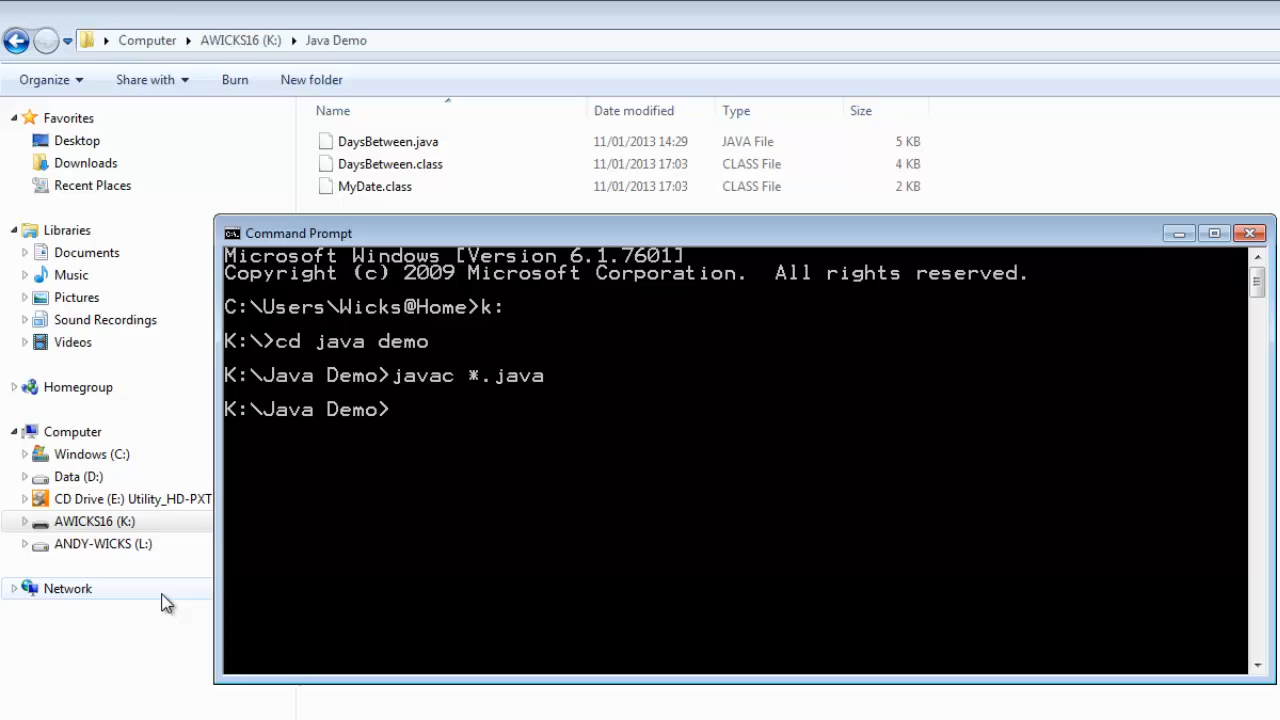 Computer AWICKS16 (K:) Java Demo
Organize Share with Burn New folder
Favorites
Desktop
Downloads
Recent Places
Libraries
Documents
Music
Pictures
Sound Recordings
Videos
Homegroup
Computer
Windows (C:)
Data (D:)
CD Drive (E:) Utility_HD-PXT
AWICKS16 (K:)
ANDY-WICKS (L:)
Network
Name Date modified Type Size
DaysBetween.java 11/01/2013 14:29 JAVA File 5 KB
DaysBetween.class 11/01/2013 17:03 CLASS File 4 KB
MyDate.class 11/01/2013 17:03 CLASS File 2 KB
C:\. Command Prompt
Microsoft Windows [Version 6.1.7601]
Copyright (c) 2009 Microsoft Corporation. All rights reserved.
C:\Users\Wicks@Home>k:
K:\>cd java demo
K:\Java Demo>javac *.java
K:\Java Demo>